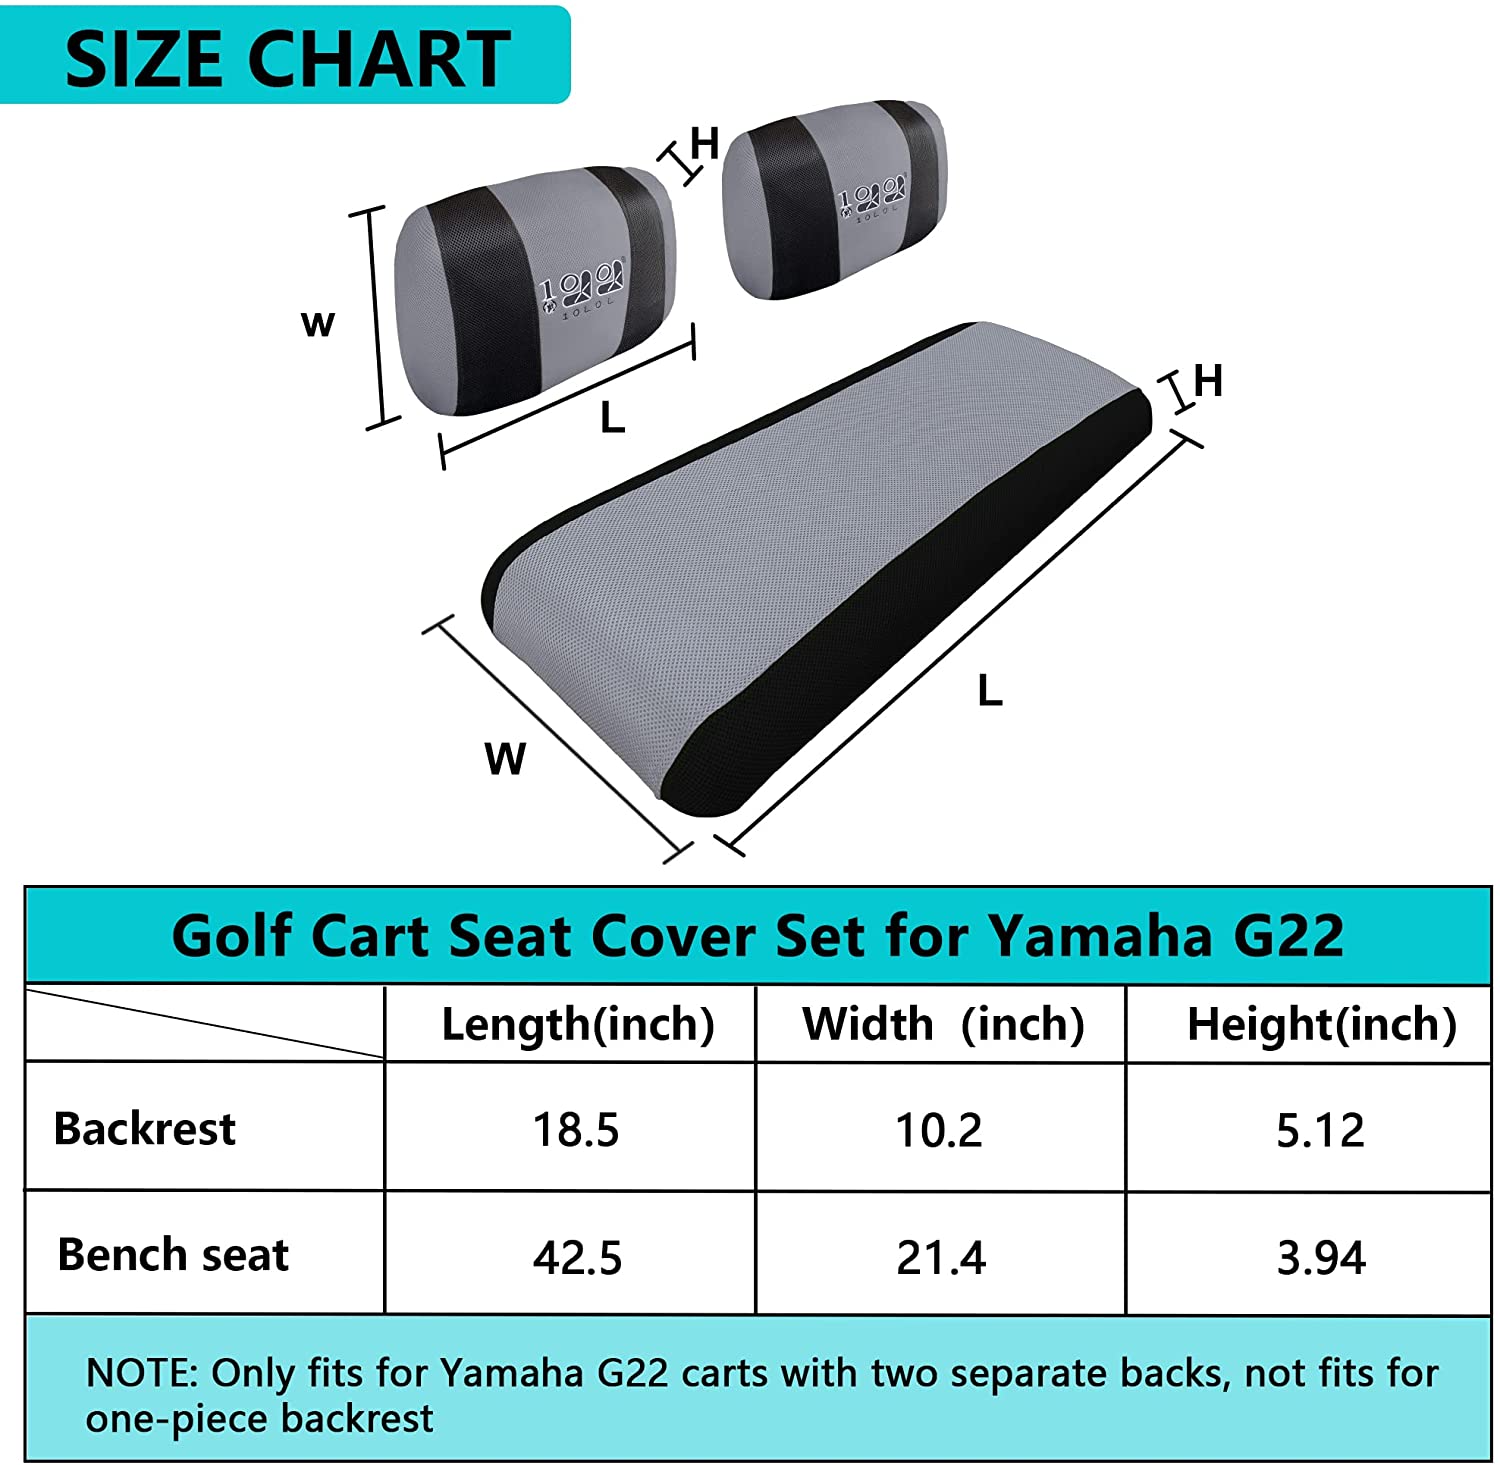 SIZE CHART
H
H
W
L
10L0L
10L0L
W
L
Golf Cart Seat Cover Set for Yamaha G22
Length(inch) Width (inch) Height(inch)
Backrest 18.5 10.2 5.12
Bench seat 42.5 21.4 3.94
NOTE: Only fits for Yamaha G22 carts with two separate backs, not fits for
one-piece backrest